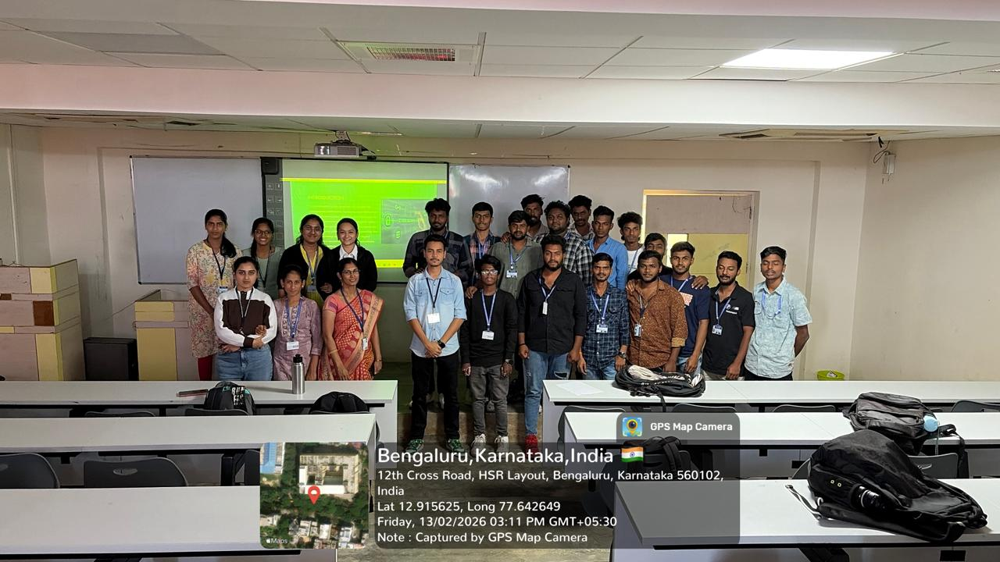 INTRODUCTION
GPS Map Camera
Bengaluru,Karnataka,India 🇮🇳
12th Cross Road, HSR Layout, Bengaluru, Karnataka 560102,
India
Lat 12.915625, Long 77.642649
Friday, 13/02/2026 03:11 PM GMT+05:30
Note : Captured by GPS Map Camera
Maps